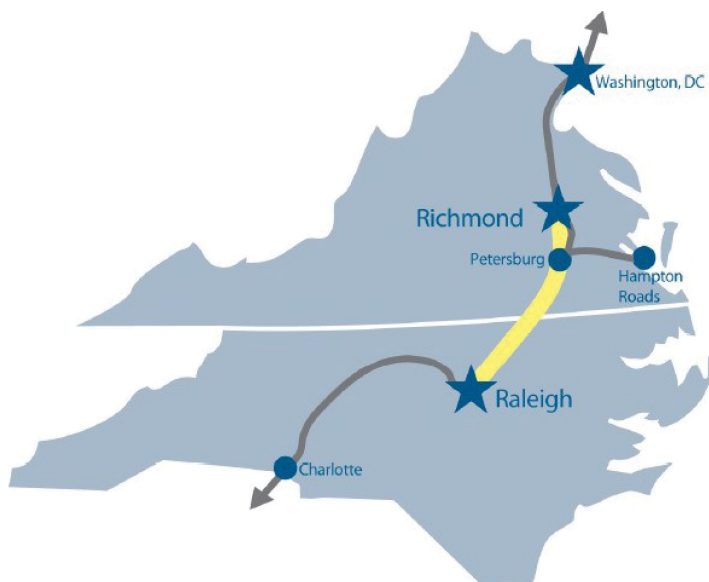 Washington, DC
Richmond
Petersburg
Hampton
Roads
Raleigh
Charlotte